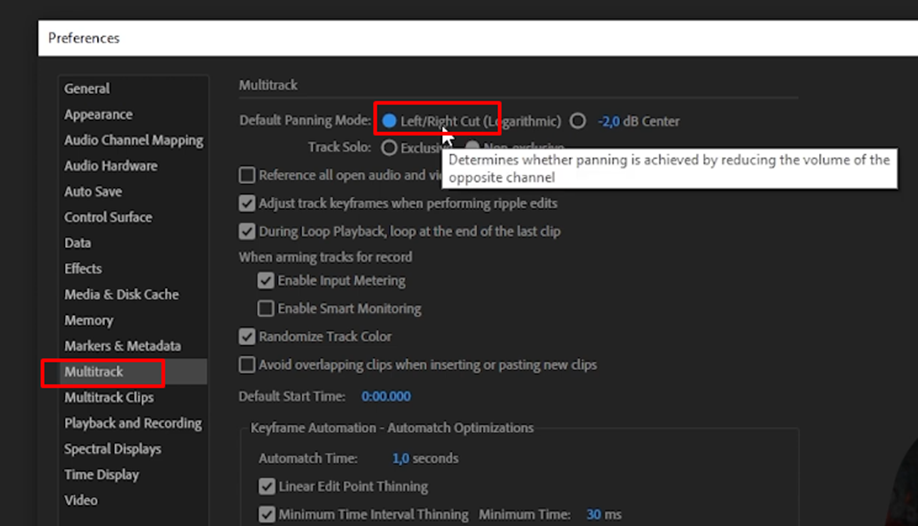 Preferences
General
Appearance
Audio Channel Mapping
Audio Hardware
Auto Save
Control Surface
Data
Effects
Media & Disk Cache
Memory
Markers & Metadata
Multitrack
Multitrack Clips
Playback and Recording
Spectral Displays
Time Display
Video
Multitrack
Default Panning Mode: Left/Right Cut (Logarithmic) -2,0 dB Center
Track Solo:
Determines whether panning is achieved by reducing the volume of the
opposite channel
Reference all open audio and
Adjust track keyframes when performing ripple edits
During Loop Playback, loop at the end of the last clip
When arming tracks for record
Enable Input Metering
Enable Smart Monitoring
Randomize Track Color
Avoid overlapping clips when inserting or pasting new clips
Default Start Time: 0:00.000
Keyframe Automation - Automatch Optimizations
Automatch Time: 1,0 seconds
Linear Edit Point Thinning
Minimum Time Interval Thinning Minimum Time: 30 ms